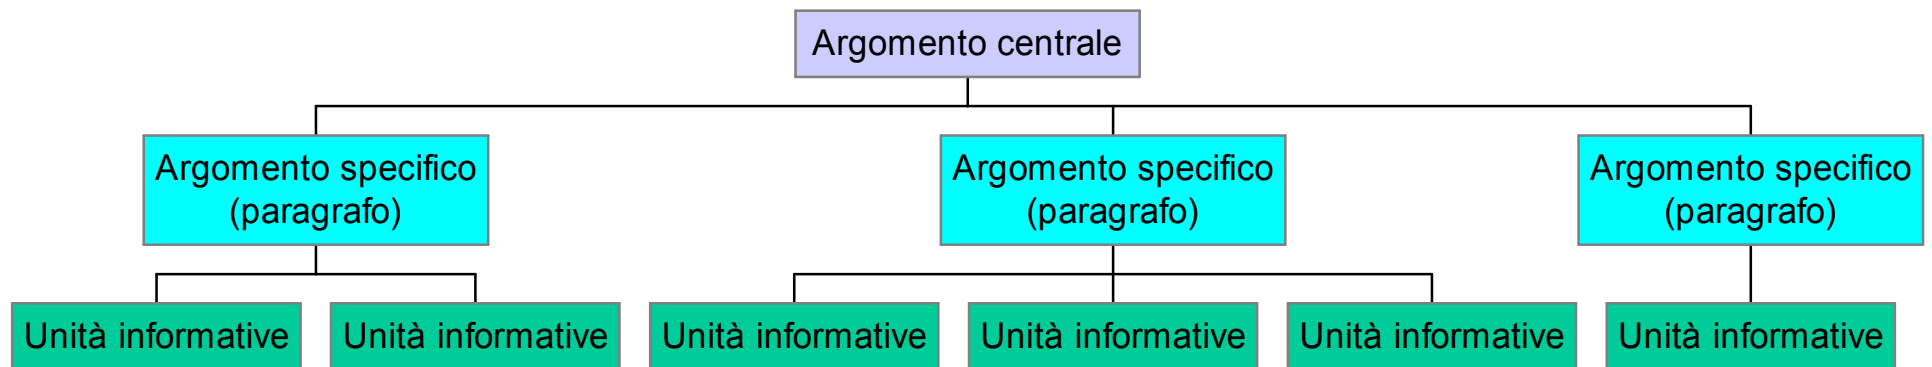 Argomento centrale
Argomento specifico
(paragrafo)
Argomento specifico
(paragrafo)
Argomento specifico
(paragrafo)
Unità informative
Unità informative
Unità informative
Unità informative
Unità informative
Unità informative